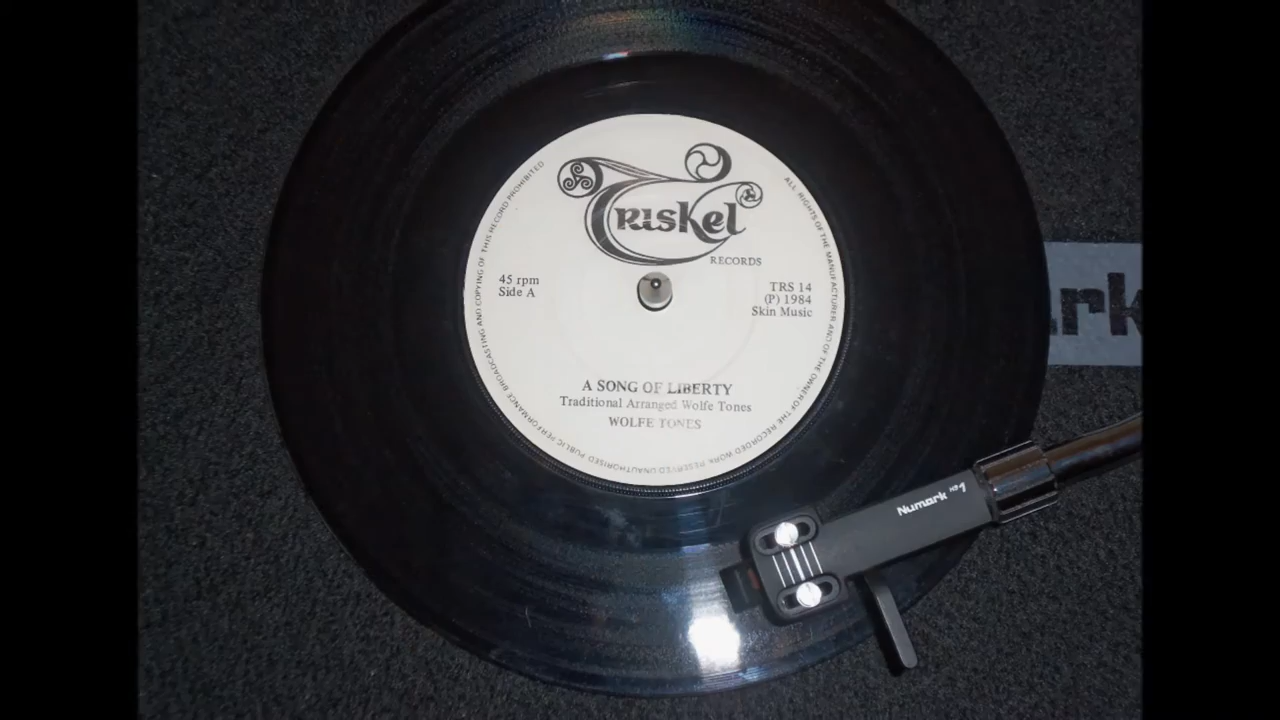 Triskel
RECORDS
45 rpm
Side A
TRS 14
(P) 1984
Skin Music
A SONG OF LIBERTY
Traditional Arranged Wolfe Tones
WOLFE TONES
ALL RIGHTS OF THE MANUFACTURER AND OF THE OWNER OF THE RECORDED WORK RESERVED UNAUTHORISED PUBLIC PERFORMANCE BROADCASTING AND COPYING OF THIS RECORD PROHIBITED
Numark
rk